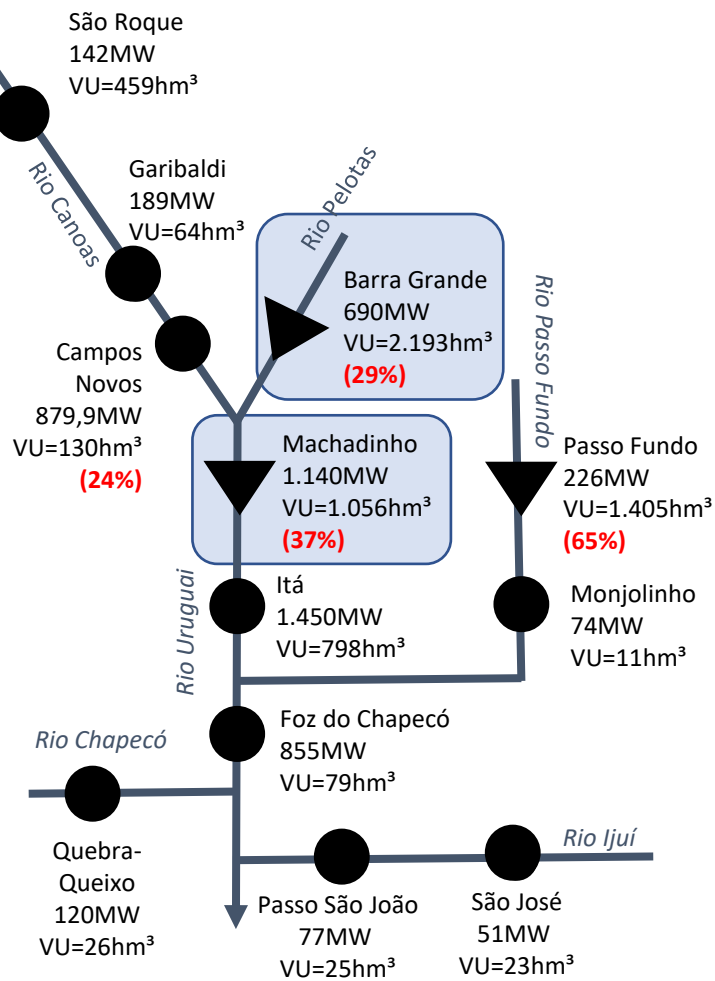 São Roque
142MW
VU=459hm³
Rio Canoas
Garibaldi
189MW
VU=64hm³
Rio Pelotas
Barra Grande
690MW
VU=2.193hm³
(29%)
Rio Passo Fundo
Campos
Novos
879,9MW
VU=130hm³
(24%)
Machadinho
1.140MW
VU=1.056hm³
(37%)
Passo Fundo
226MW
VU=1.405hm³
(65%)
Rio Uruguai
Itá
1.450MW
VU=798hm³
Monjolinho
74MW
VU=11hm³
Rio Chapecó
Foz do Chapecó
855MW
VU=79hm³
Rio Ijuí
Quebra-
Queixo
120MW
VU=26hm³
Passo São João
77MW
VU=25hm³
São José
51MW
VU=23hm³